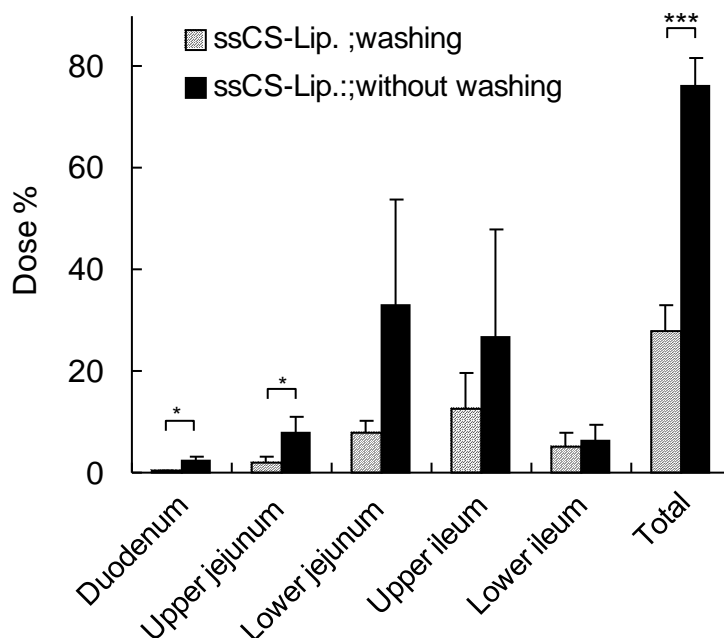 ***
80
60
40
20
0
Dose %
ssCS-Lip. ;washing
ssCS-Lip.:;without washing
*
*
Duodenum
Upper jejunum
Lower jejunum
Upper ileum
Lower ileum
Total